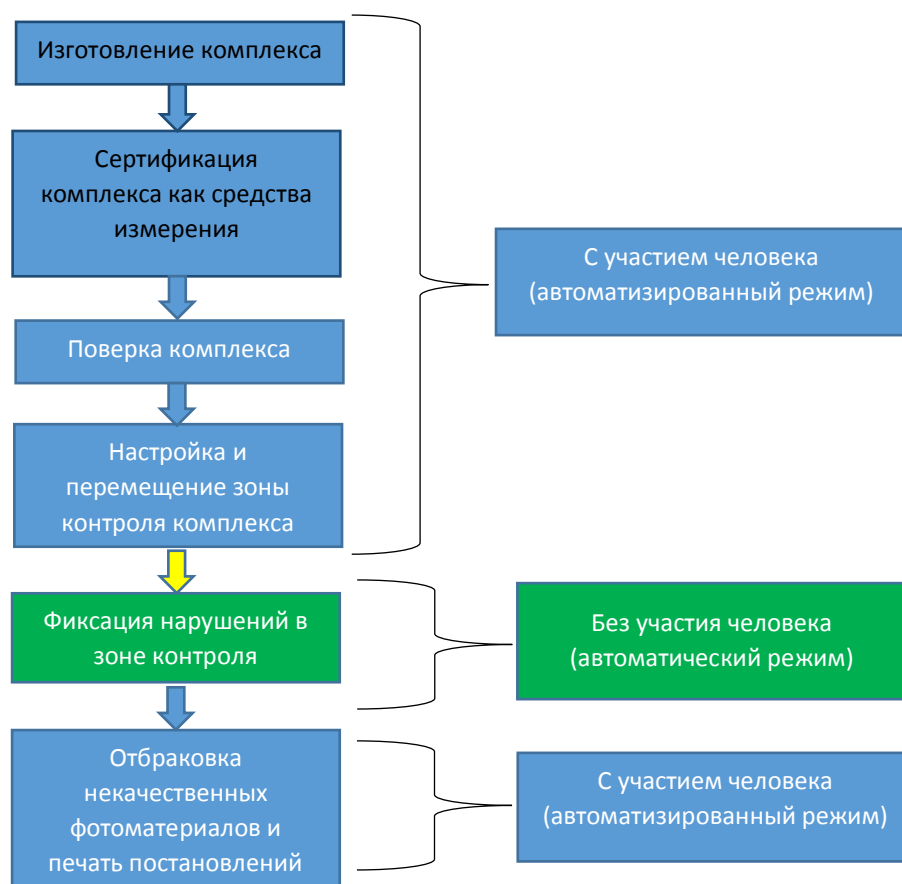 Изготовление комплекса
Сертификация
комплекса как средства
измерения
С участием человека
(автоматизированный режим)
Поверка комплекса
Настройка и
перемещение зоны
контроля комплекса
Фиксация нарушений в
зоне контроля
Без участия человека
(автоматический режим)
Отбраковка
некачественных
фотоматериалов и
печать постановлений
С участием человека
(автоматизированный режим)